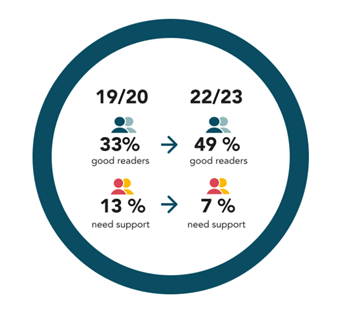 19/20 22/23
33% → 49 %
good readers good readers
13 % → 7 %
need support need support